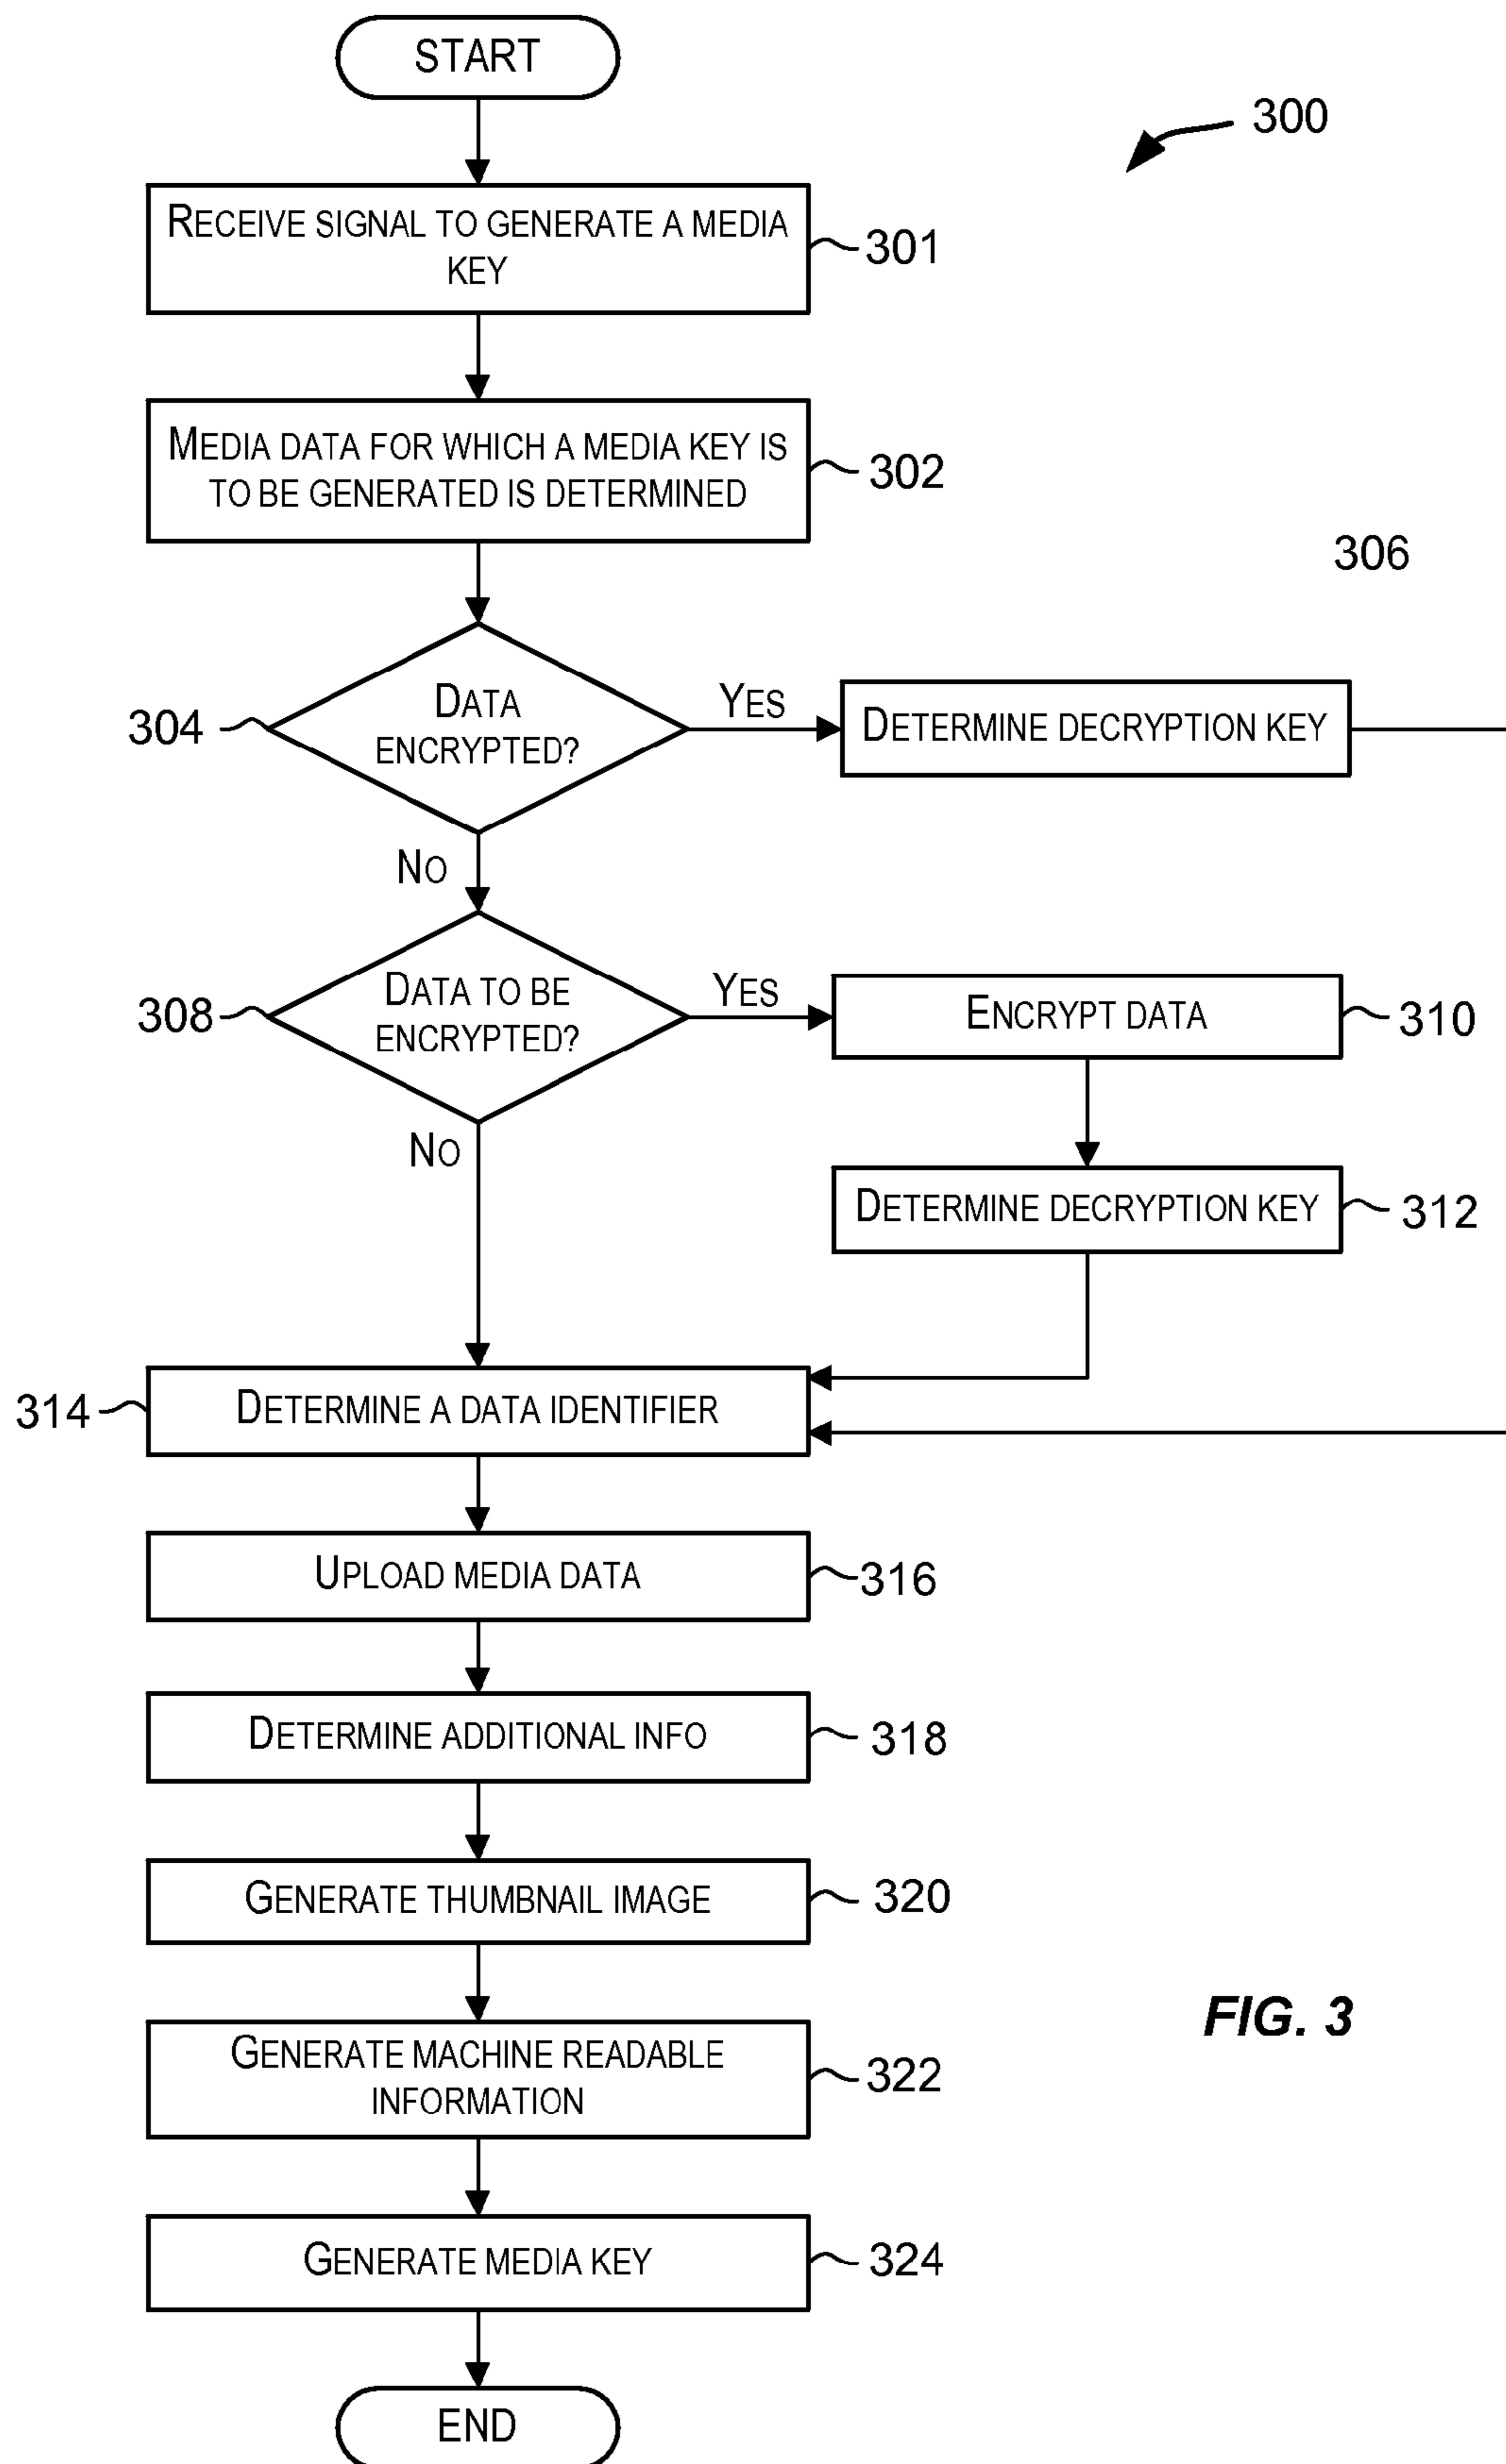 START
300
RECEIVE SIGNAL TO GENERATE A MEDIA
KEY
301
MEDIA DATA FOR WHICH A MEDIA KEY IS
TO BE GENERATED IS DETERMINED
302
306
304
DATA
ENCRYPTED?
YES
DETERMINE DECRYPTION KEY
NO
308
DATA TO BE
ENCRYPTED?
YES
ENCRYPT DATA
310
NO
DETERMINE DECRYPTION KEY
312
314
DETERMINE A DATA IDENTIFIER
UPLOAD MEDIA DATA
316
DETERMINE ADDITIONAL INFO
318
GENERATE THUMBNAIL IMAGE
320
FIG. 3
GENERATE MACHINE READABLE
INFORMATION
322
GENERATE MEDIA KEY
324
END